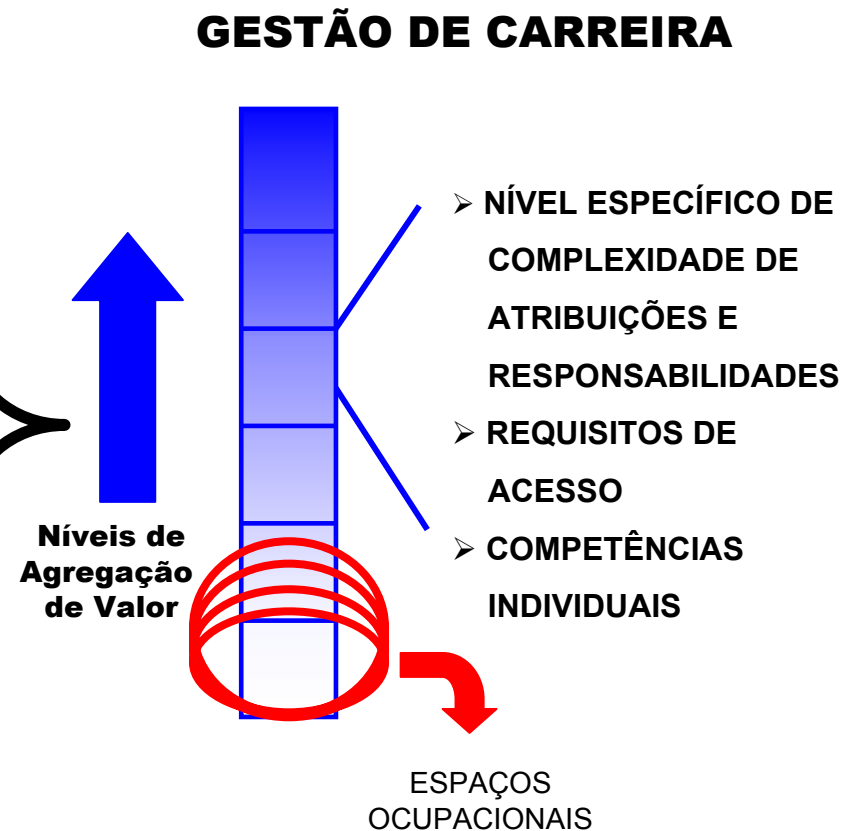 GESTÃO DE CARREIRA
➢ NÍVEL ESPECÍFICO DE
COMPLEXIDADE DE
ATRIBUIÇÕES E
RESPONSABILIDADES
➢ REQUISITOS DE
ACESSO
➢ COMPETÊNCIAS
INDIVIDUAIS
Níveis de
Agregação
de Valor
ESPAÇOS
OCUPACIONAIS